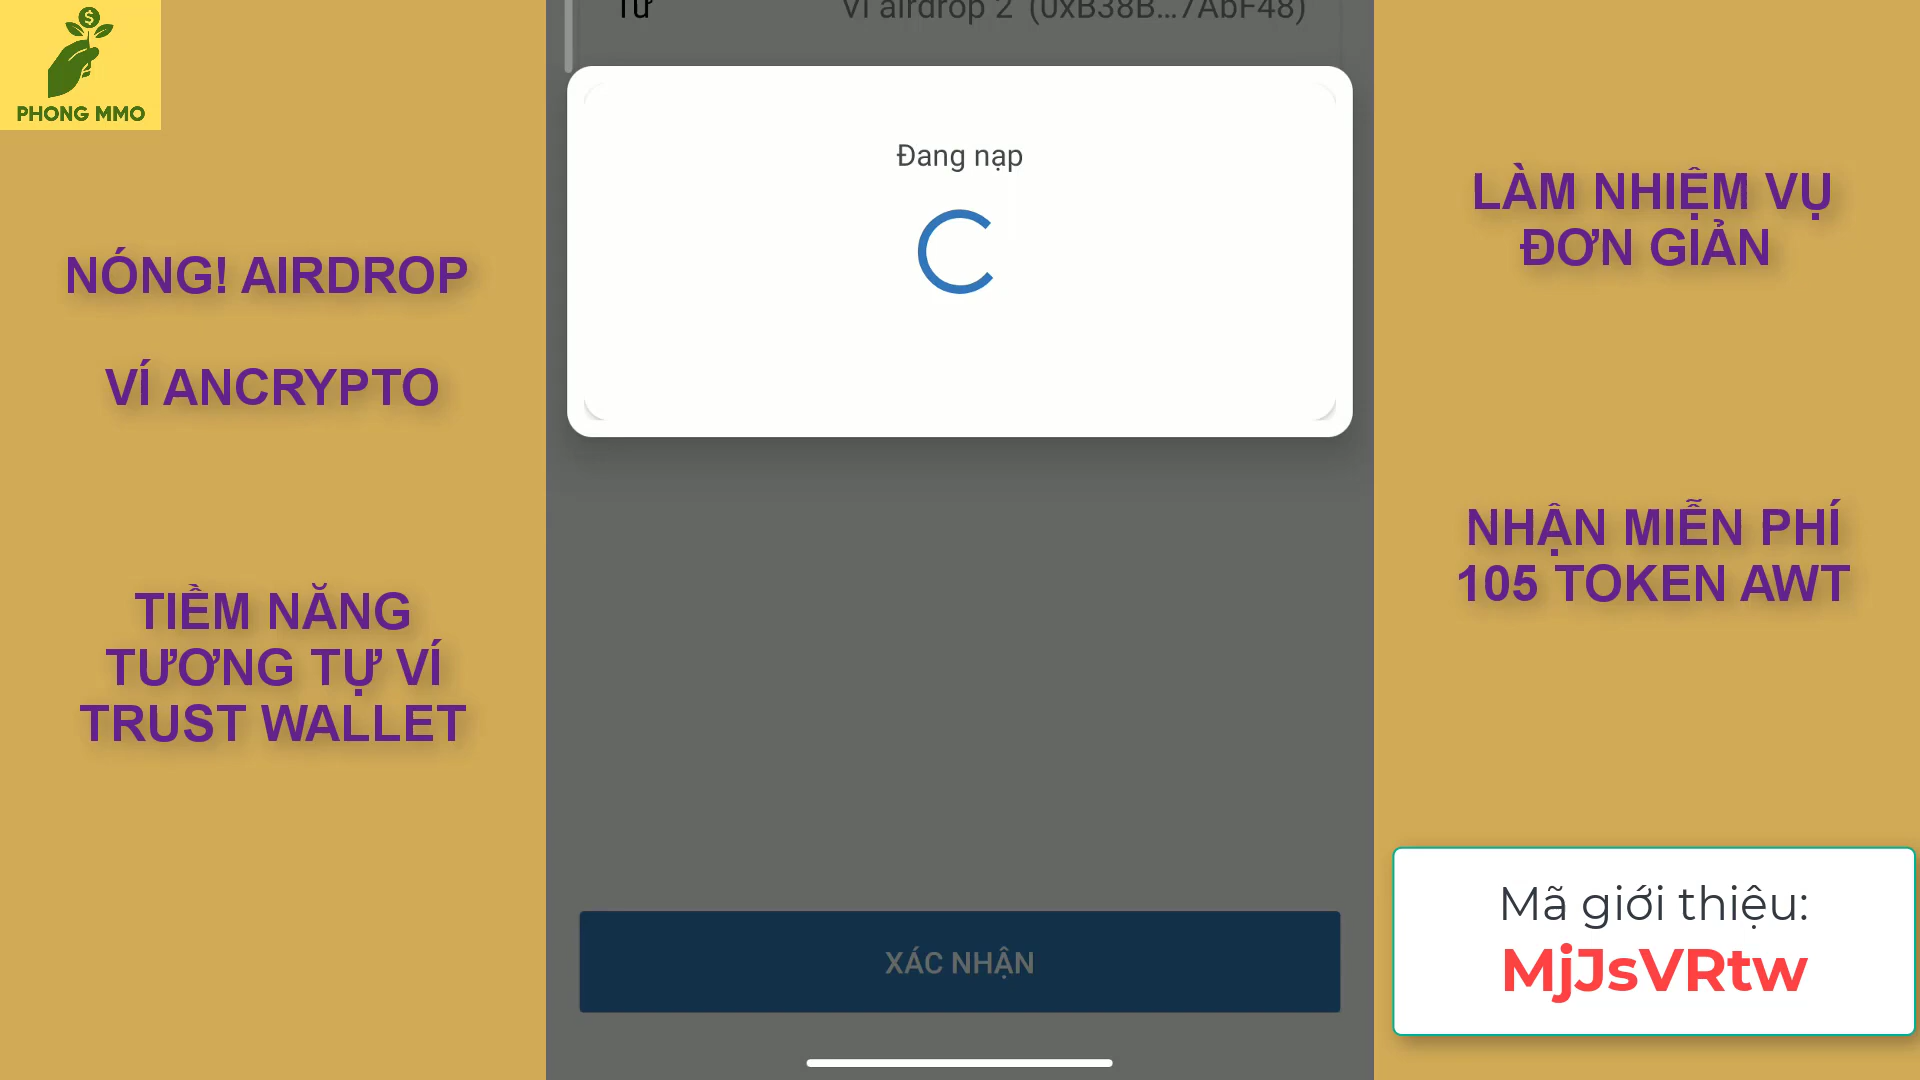 PHONG MMO
NÓNG! AIRDROP
VÍ ANCRYPTO
TIỀM NĂNG
TƯƠNG TỰ VÍ
TRUST WALLET
Từ Ví airdrop 2 (0xB38B...7AbF48)
Đang nạp
XÁC NHẬN
LÀM NHIỆM VỤ
ĐƠN GIẢN
NHẬN MIỄN PHÍ
105 TOKEN AWT
Mã giới thiệu:
MjJsVRtw